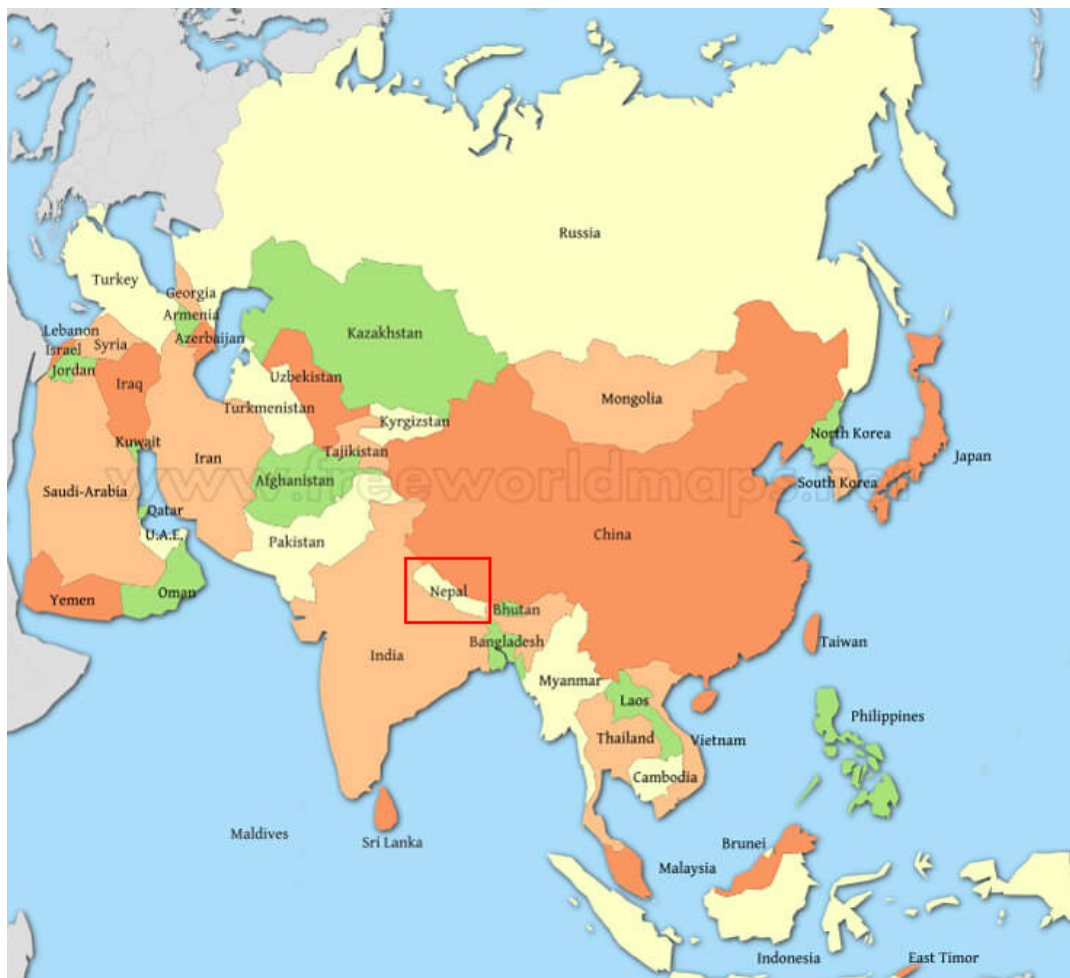 Russia
Turkey
Georgia
Armenia
Kazakhstan
Lebanon
Azerbaijan
Syria
Israel
Jordan
Iraq
Uzbekistan
Mongolia
Turkmenistan
Kyrgizstan
North Korea
Kuwait
Iran
Tajikistan
Japan
Afghanistan
www.freeworldmaps.net
South Korea
Saudi-Arabia
Qatar
U.A.E.
Pakistan
China
Nepal
Yemen
Oman
Bhutan
Bangladesh
Taiwan
India
Myanmar
Laos
Philippines
Thailand
Vietnam
Cambodia
Maldives
Sri Lanka
Brunei
Malaysia
Indonesia
East Timor